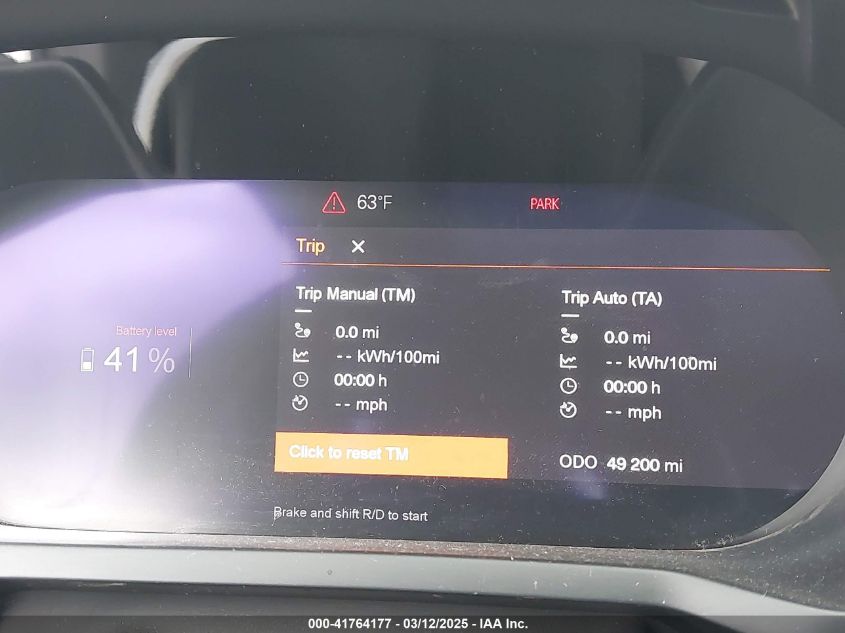 63°F PARK
Trip ✕
Trip Manual (TM)
0.0 mi
-- kWh/100mi
00:00 h
-- mph
Click to reset TM
Trip Auto (TA)
0.0 mi
-- kWh/100mi
00:00 h
-- mph
ODO 49 200 mi
Battery level
41 %
Brake and shift R/D to start
000-41764177 - 03/12/2025 - IAA Inc.